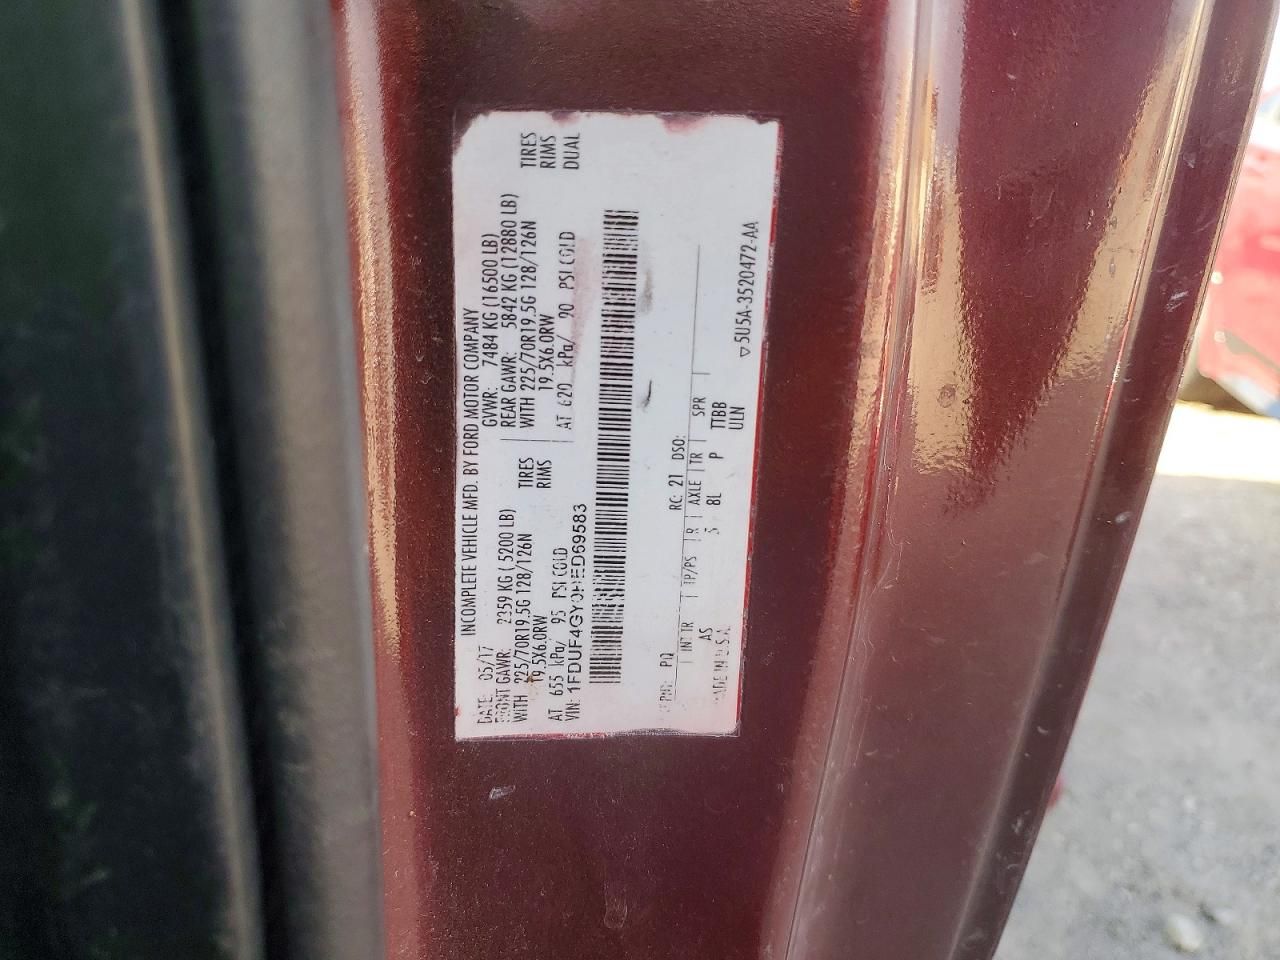 INCOMPLETE VEHICLE MFD. BY FORD MOTOR COMPANY
DATE: 05/17 GVWR: 7484 KG (16500 LB)
FRONT GAWR: 2359 KG ( 5200 LB) REAR GAWR: 5842 KG (12880 LB)
WITH 225/70R19.5G 128/126N TIRES WITH 225/70R19.5G 128/126N TIRES
19.5X6.0RW RIMS 19.5X6.0RW RIMS
AT 655 kPa/ 95 PSI COLD AT 620 kPa/ 90 PSI COLD DUAL
VIN: 1FDUF4GY0HED69583
PQ RC: 21 DSO:
INT TR TP/PS R AXLE TR SPR
AS 5 8L P TTBB
MADE IN U.S.A. ULN
▽5U5A-3520472-AA